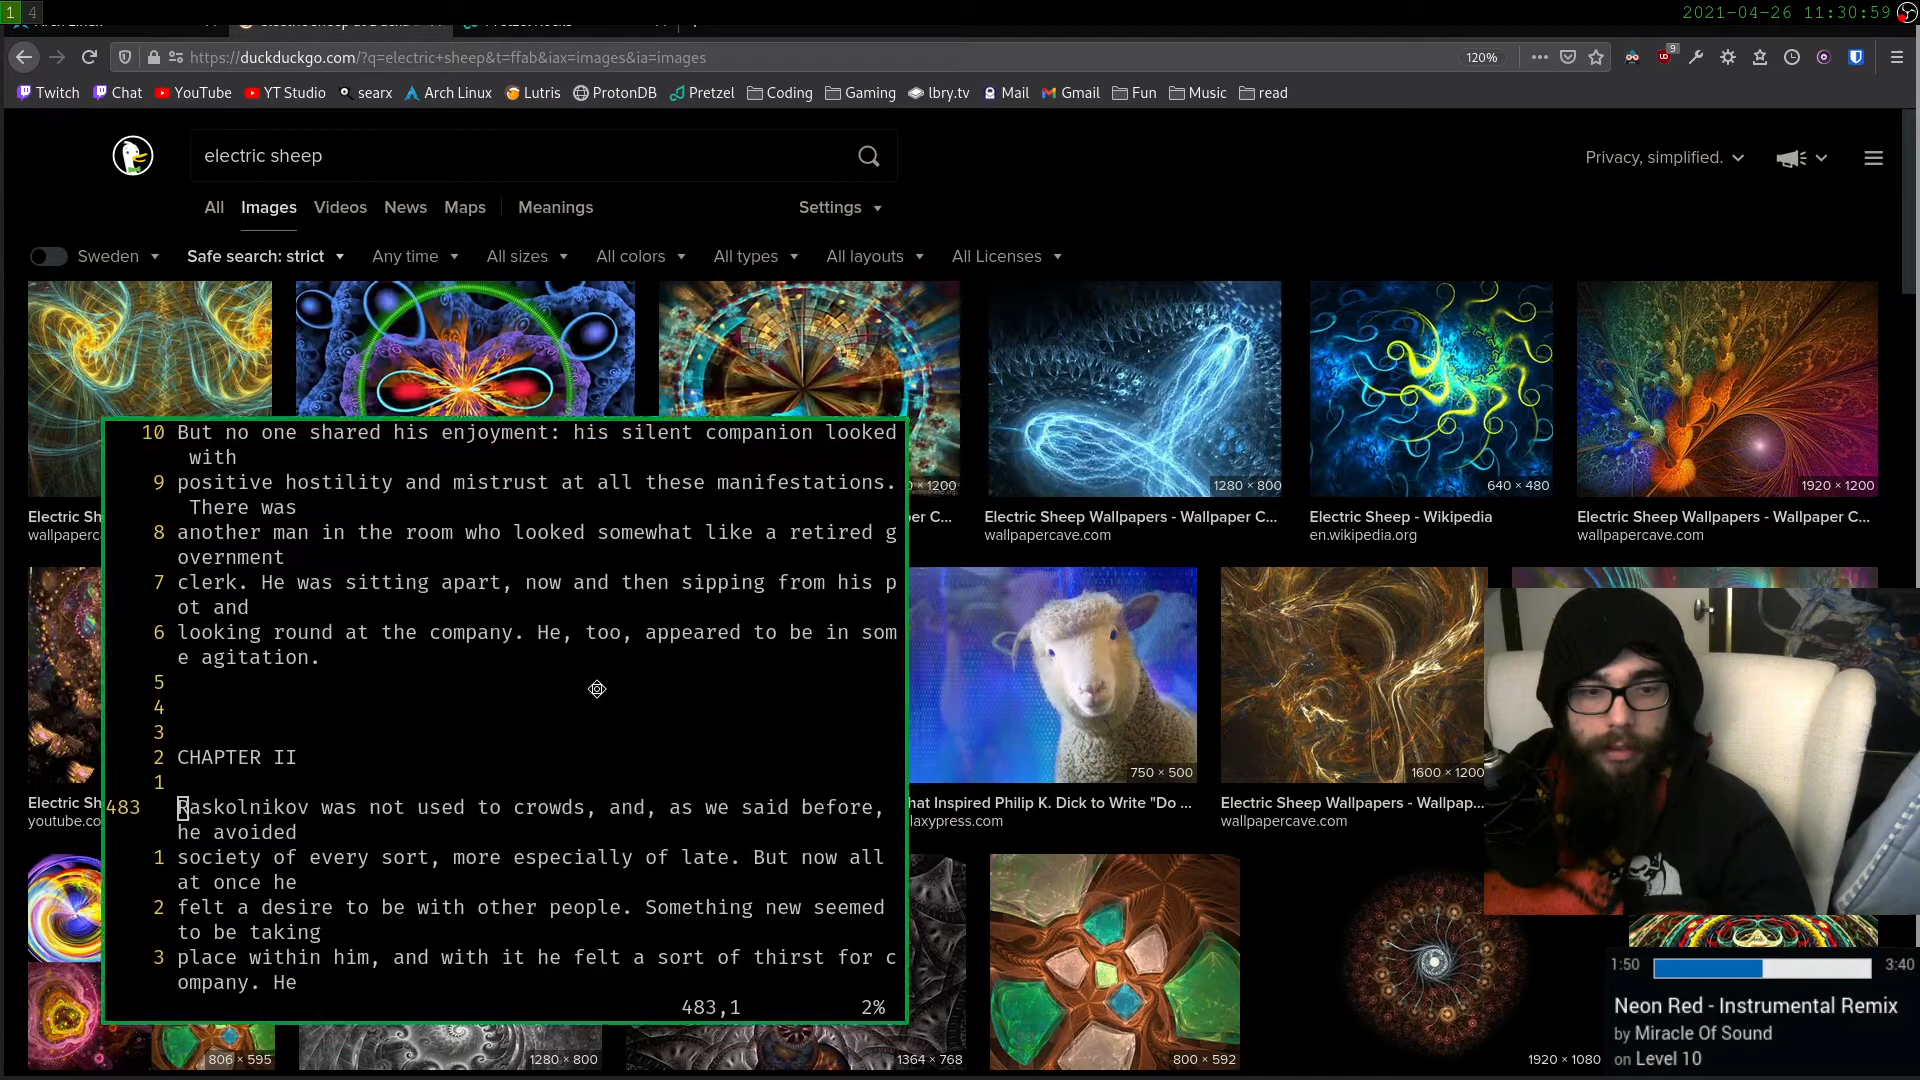 1 4
2021-04-26 11:30:59
https://duckduckgo.com/?q=electric+sheep&t=ffab&iax=images&ia=images
120%
9
Twitch Chat YouTube YT Studio searx Arch Linux Lutris ProtonDB Pretzel Coding Gaming lbry.tv Mail Gmail Fun Music read
electric sheep
Privacy, simplified.
All Images Videos News Maps Meanings Settings
Sweden Safe search: strict Any time All sizes All colors All types All layouts All Licenses
1280 × 800
640 × 480
1920 × 1200
Electric Sheep Wallpapers - Wallpaper C...
wallpapercave.com
Electric Sheep - Wikipedia
en.wikipedia.org
Electric Sheep Wallpapers - Wallpaper C...
wallpapercave.com
10 But no one shared his enjoyment: his silent companion looked
with
9 positive hostility and mistrust at all these manifestations.
There was
8 another man in the room who looked somewhat like a retired g
overnment
7 clerk. He was sitting apart, now and then sipping from his p
ot and
6 looking round at the company. He, too, appeared to be in som
e agitation.
5
4
3
2 CHAPTER II
1
483 Raskolnikov was not used to crowds, and, as we said before,
he avoided
1 society of every sort, more especially of late. But now all
at once he
2 felt a desire to be with other people. Something new seemed
to be taking
3 place within him, and with it he felt a sort of thirst for c
ompany. He
483,1 2%
750 × 500
1600 × 1200
hat Inspired Philip K. Dick to Write "Do ...
laxypress.com
Electric Sheep Wallpapers - Wallpap...
wallpapercave.com
806 × 595
1280 × 800
1364 × 768
800 × 592
1920 × 1080
1:50 3:40
Neon Red - Instrumental Remix
by Miracle Of Sound
on Level 10